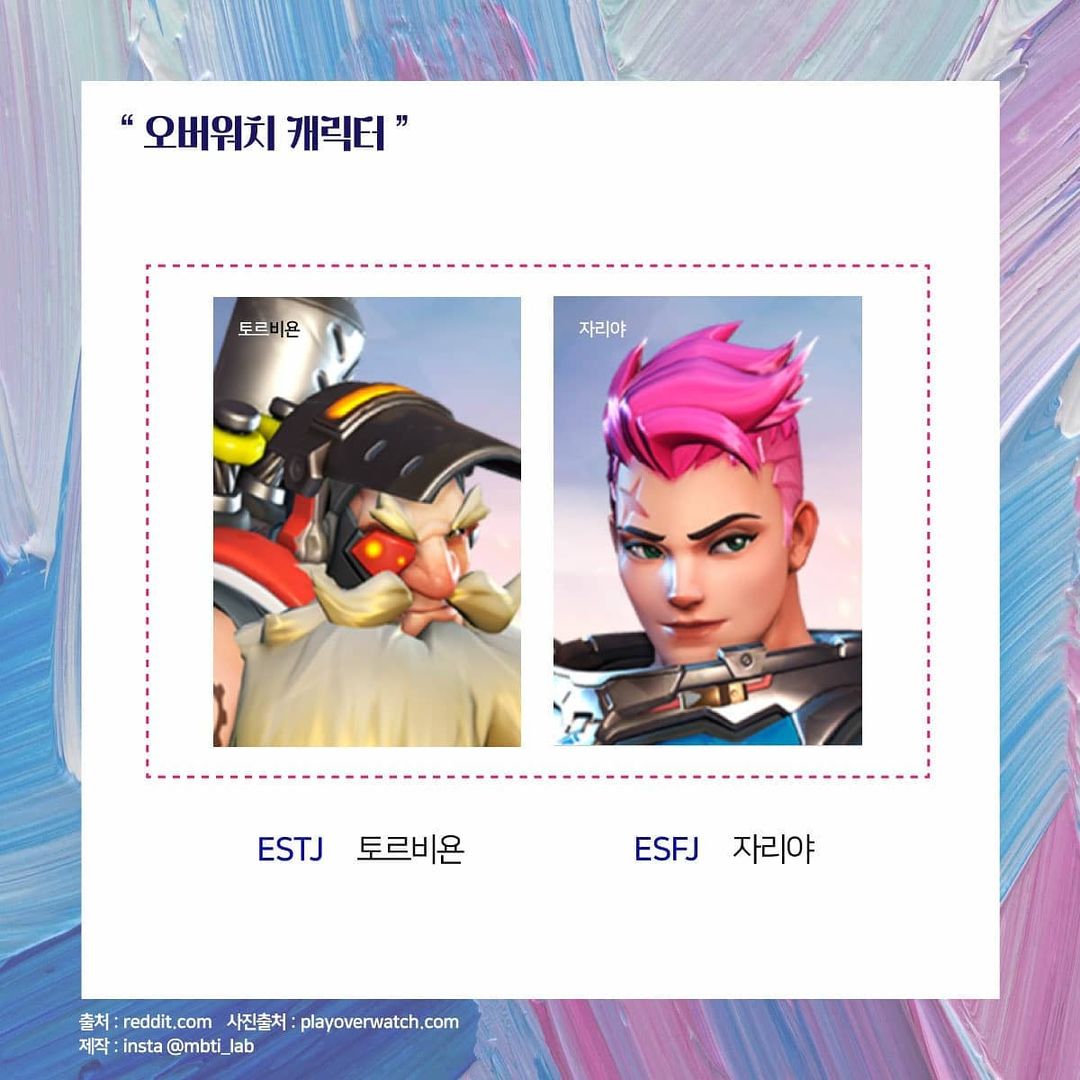 “ 오버워치 캐릭터 ”
토르비욘
자리야
ESTJ 토르비욘
ESFJ 자리야
출처 : reddit.com 사진출처 : playoverwatch.com
제작 : insta @mbti_lab